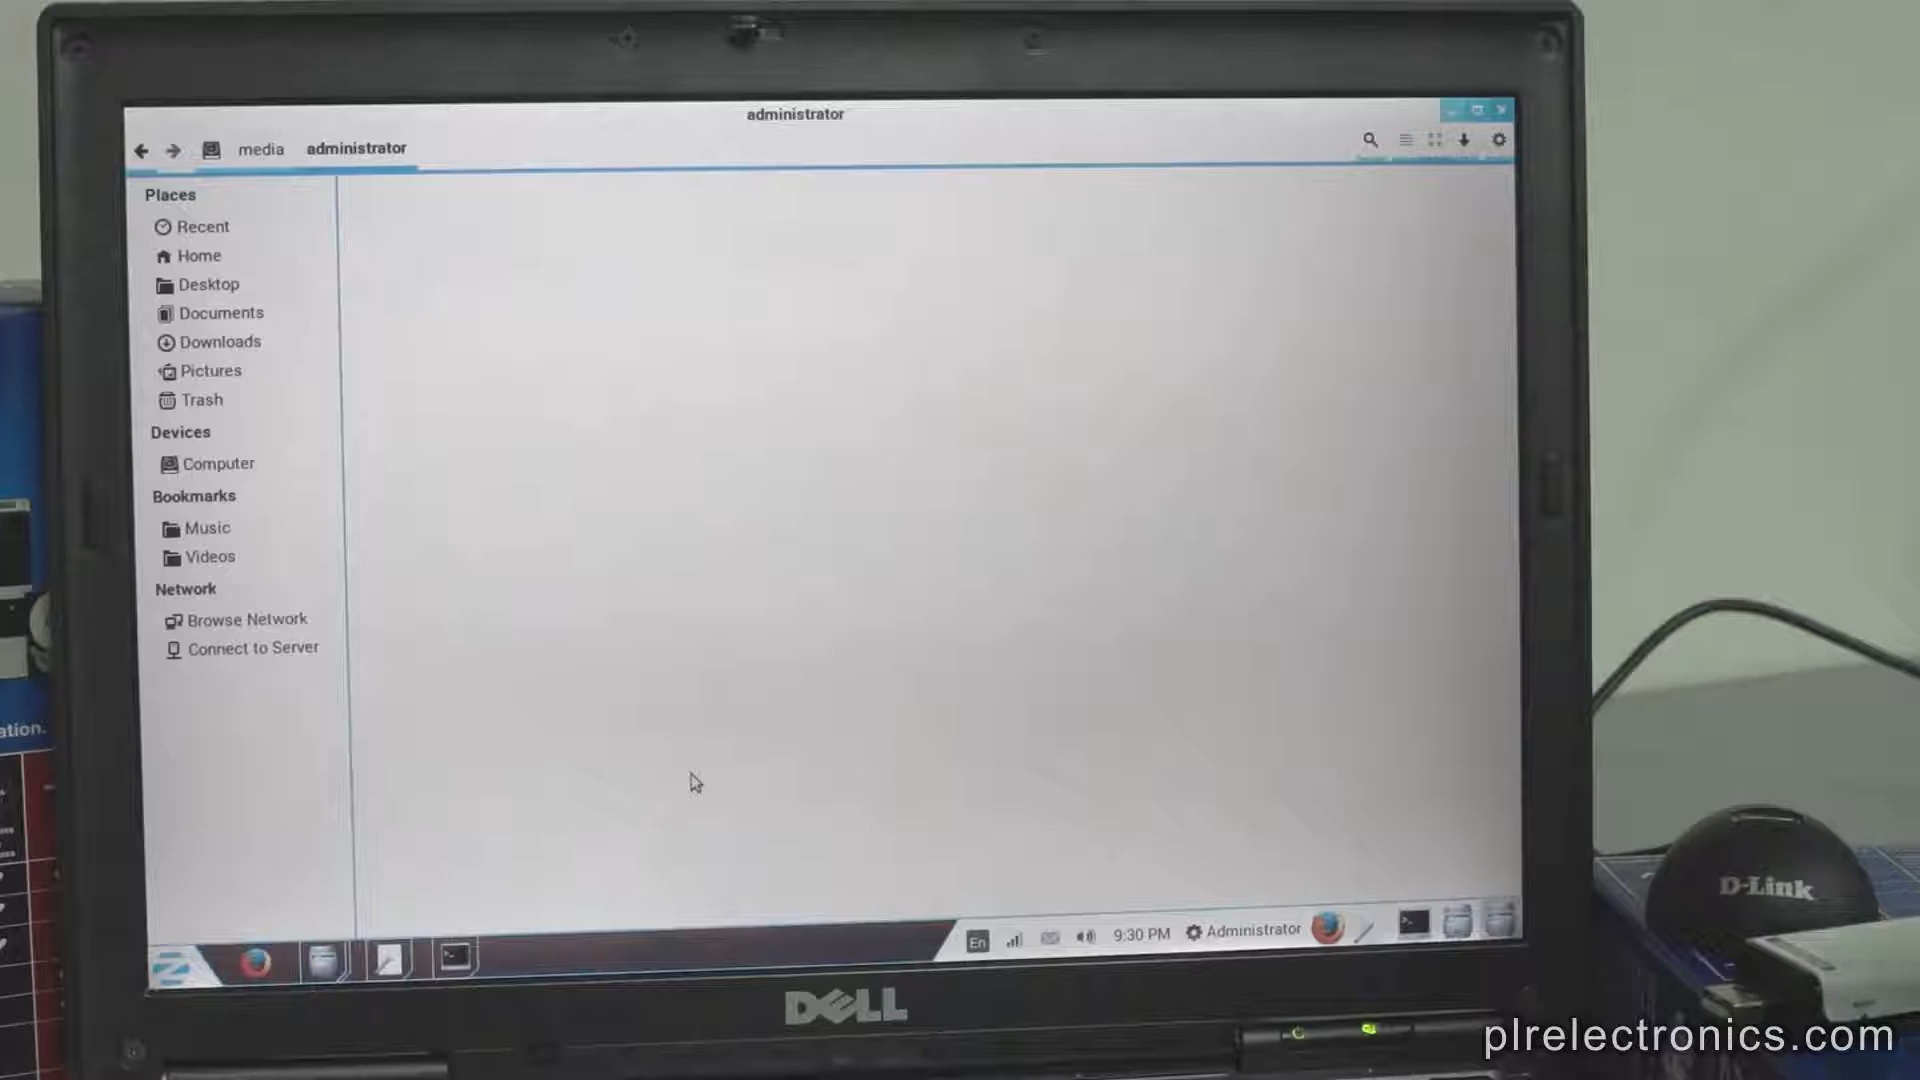 administrator
media administrator
Places
Recent
Home
Desktop
Documents
Downloads
Pictures
Trash
Devices
Computer
Bookmarks
Music
Videos
Network
Browse Network
Connect to Server
En 9:30 PM Administrator
DELL
D-Link
ation.
plrelectronics.com